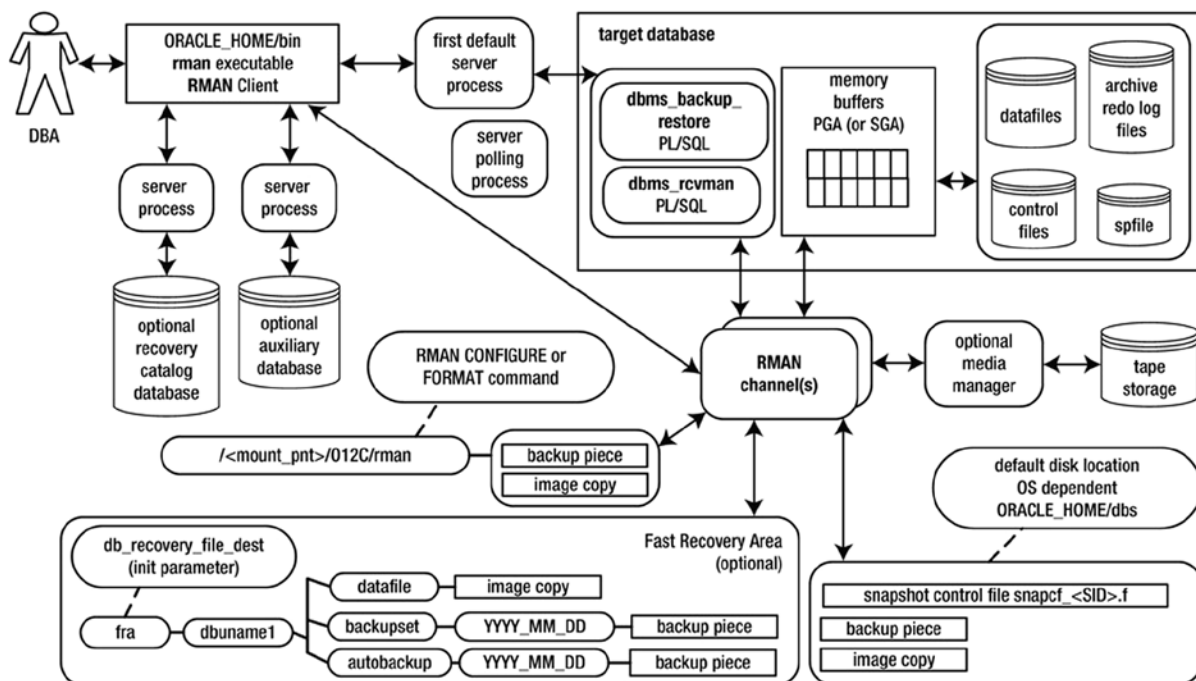 DBA
ORACLE_HOME/bin
rman executable
RMAN Client
first default
server
process
server
polling
process
server
process
server
process
optional
recovery
catalog
database
optional
auxiliary
database
target database
dbms_backup_
restore
PL/SQL
dbms_rcvman
PL/SQL
memory
buffers
PGA (or SGA)
datafiles
archive
redo log
files
control
files
spfile
RMAN
channel(s)
optional
media
manager
tape
storage
RMAN CONFIGURE or
FORMAT command
/<mount_pnt>/O12C/rman
backup piece
image copy
default disk location
OS dependent
ORACLE_HOME/dbs
Fast Recovery Area
(optional)
db_recovery_file_dest
(init parameter)
fra
dbuname1
datafile
image copy
backupset
YYYY_MM_DD
backup piece
autobackup
YYYY_MM_DD
backup piece
snapshot control file snapcf_<SID>.f
backup piece
image copy